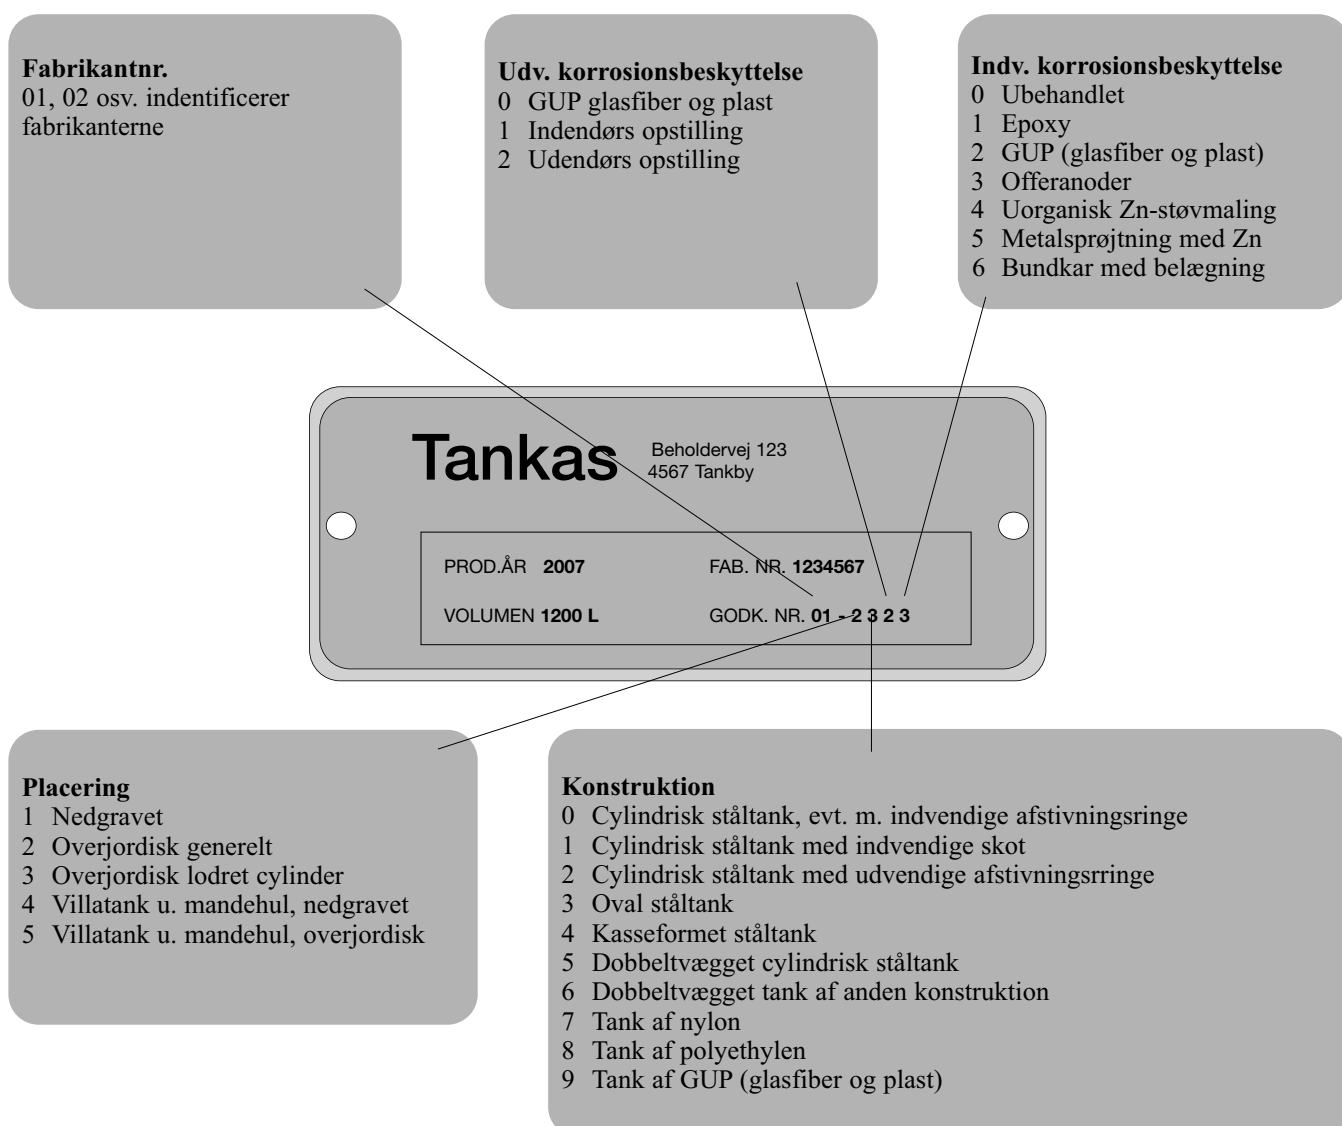 Fabrikantnr.
01, 02 osv. indentificerer
fabrikanterne
Udv. korrosionsbeskyttelse
0 GUP glasfiber og plast
1 Indendørs opstilling
2 Udendørs opstilling
Indv. korrosionsbeskyttelse
0 Ubehandlet
1 Epoxy
2 GUP (glasfiber og plast)
3 Offeranoder
4 Uorganisk Zn-støvmaling
5 Metalsprøjtning med Zn
6 Bundkar med belægning
Tankas
Beholdervej 123
4567 Tankby
PROD.ÅR 2007
FAB. NR. 1234567
VOLUMEN 1200 L
GODK. NR. 01 - 2 3 2 3
Placering
1 Nedgravet
2 Overjordisk generelt
3 Overjordisk lodret cylinder
4 Villatank u. mandehul, nedgravet
5 Villatank u. mandehul, overjordisk
Konstruktion
0 Cylindrisk ståltank, evt. m. indvendige afstivningsringe
1 Cylindrisk ståltank med indvendige skot
2 Cylindrisk ståltank med udvendige afstivningsrringe
3 Oval ståltank
4 Kasseformet ståltank
5 Dobbeltvægget cylindrisk ståltank
6 Dobbeltvægget tank af anden konstruktion
7 Tank af nylon
8 Tank af polyethylen
9 Tank af GUP (glasfiber og plast)